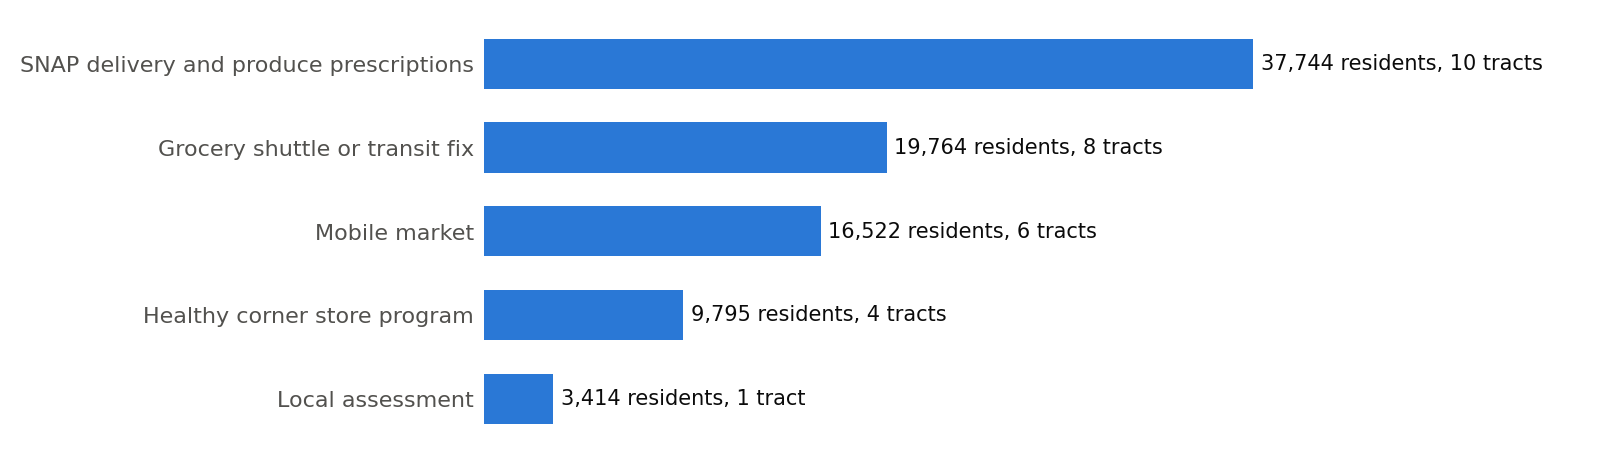 SNAP delivery and produce prescriptions 37,744 residents, 10 tracts
Grocery shuttle or transit fix 19,764 residents, 8 tracts
Mobile market 16,522 residents, 6 tracts
Healthy corner store program 9,795 residents, 4 tracts
Local assessment 3,414 residents, 1 tract